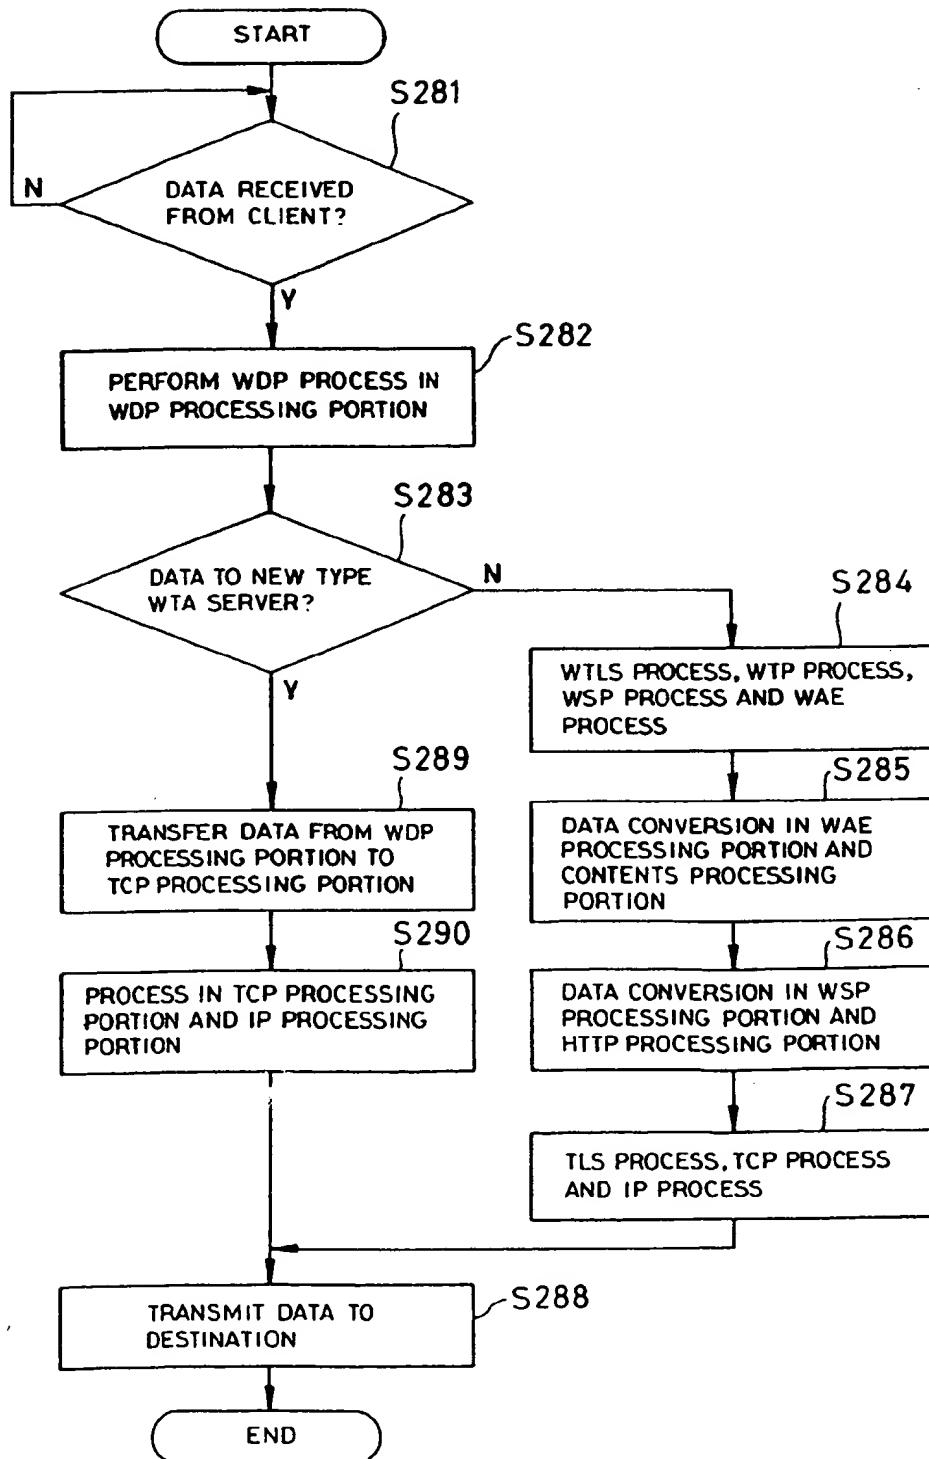 START
S281
N
DATA RECEIVED
FROM CLIENT?
Y
S282
PERFORM WDP PROCESS IN
WDP PROCESSING PORTION
S283
DATA TO NEW TYPE
WTA SERVER?
N
Y
S284
WTLS PROCESS, WTP PROCESS,
WSP PROCESS AND WAE
PROCESS
S285
DATA CONVERSION IN WAE
PROCESSING PORTION AND
CONTENTS PROCESSING
PORTION
S286
DATA CONVERSION IN WSP
PROCESSING PORTION AND
HTTP PROCESSING PORTION
S287
TLS PROCESS, TCP PROCESS
AND IP PROCESS
S289
TRANSFER DATA FROM WDP
PROCESSING PORTION TO
TCP PROCESSING PORTION
S290
PROCESS IN TCP PROCESSING
PORTION AND IP PROCESSING
PORTION
S288
TRANSMIT DATA TO
DESTINATION
END